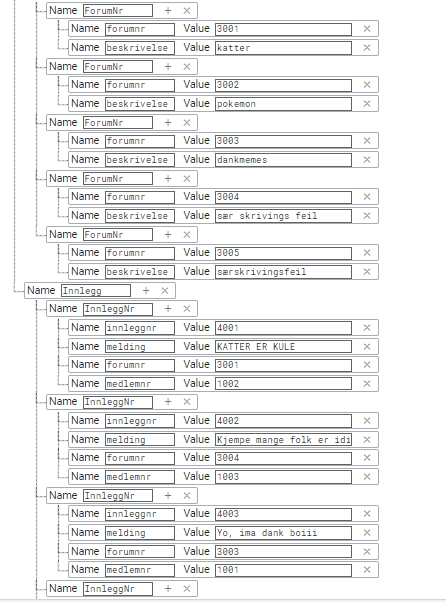 Name ForumNr + ×
Name forumnr Value 3001 ×
Name beskrivelse Value katter ×
Name ForumNr + ×
Name forumnr Value 3002 ×
Name beskrivelse Value pokemon ×
Name ForumNr + ×
Name forumnr Value 3003 ×
Name beskrivelse Value dankmemes ×
Name ForumNr + ×
Name forumnr Value 3004 ×
Name beskrivelse Value sær skrivings feil ×
Name ForumNr + ×
Name forumnr Value 3005 ×
Name beskrivelse Value særskrivingsfeil ×
Name Innlegg + ×
Name InnleggNr + ×
Name innleggnr Value 4001 ×
Name melding Value KATTER ER KULE ×
Name forumnr Value 3001 ×
Name medlemnr Value 1002 ×
Name InnleggNr + ×
Name innleggnr Value 4002 ×
Name melding Value Kjempe mange folk er idi ×
Name forumnr Value 3004 ×
Name medlemnr Value 1003 ×
Name InnleggNr + ×
Name innleggnr Value 4003 ×
Name melding Value Yo, ima dank boiii ×
Name forumnr Value 3003 ×
Name medlemnr Value 1001 ×
Name InnleggNr + ×